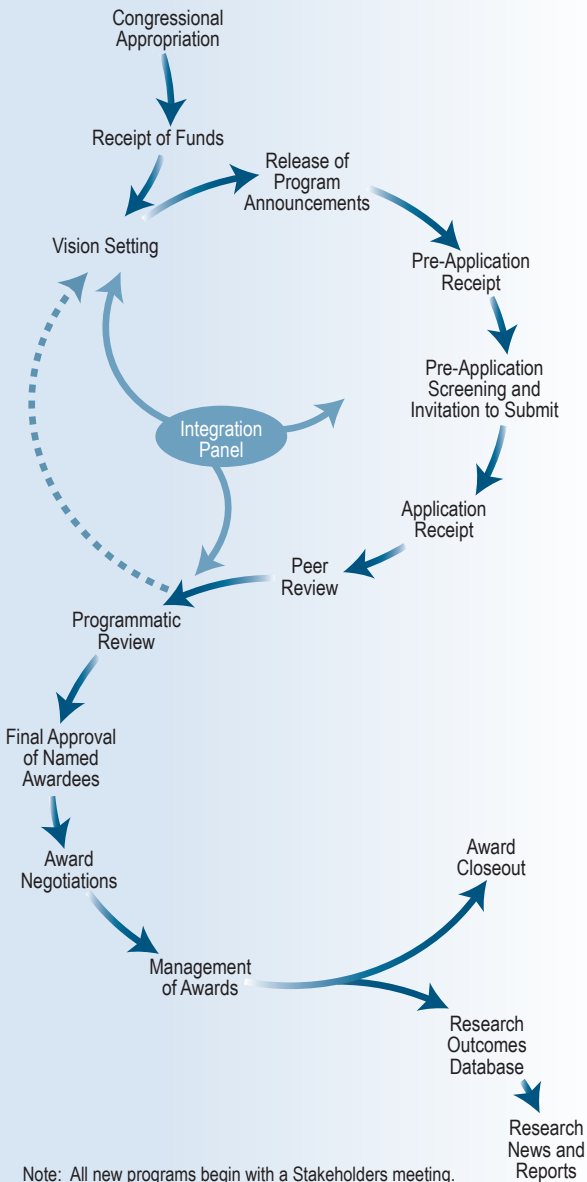 Congressional
Appropriation
Receipt of Funds
Release of
Program
Announcements
Vision Setting
Pre-Application
Receipt
Pre-Application
Screening and
Invitation to Submit
Integration
Panel
Application
Receipt
Peer
Review
Programmatic
Review
Final Approval
of Named
Awardees
Award
Negotiations
Award
Closeout
Management
of Awards
Research
Outcomes
Database
Research
News and
Reports
Note: All new programs begin with a Stakeholders meeting.